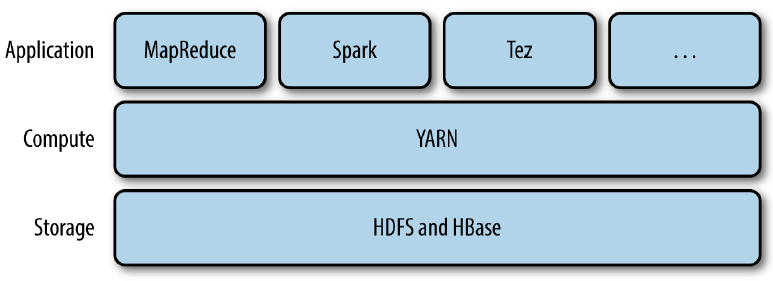 Application MapReduce Spark Tez ...
Compute YARN
Storage HDFS and HBase